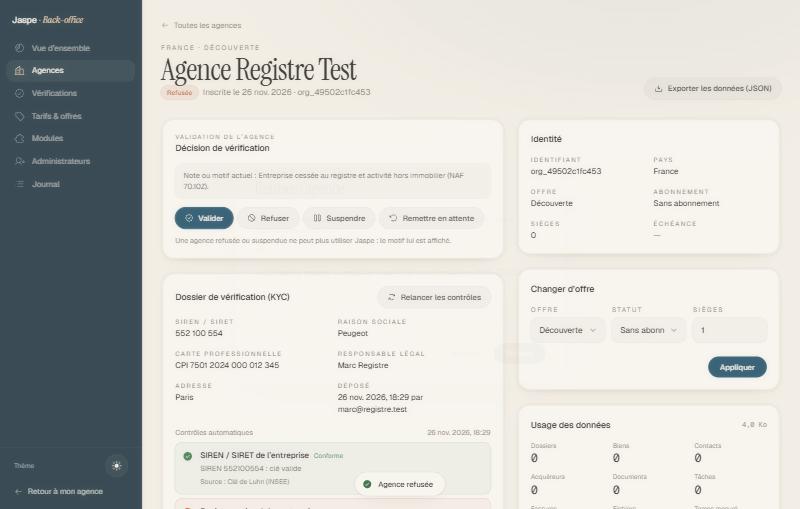 Jaspe · Back-office
Vue d'ensemble
Agences
Vérifications
Tarifs & offres
Modules
Administrateurs
Journal
Thème
← Retour à mon agence
← Toutes les agences
FRANCE · DÉCOUVERTE
Agence Registre Test
Refusée Inscrite le 26 nov. 2026 · org_49502c1fc453
Exporter les données (JSON)
VALIDATION DE L'AGENCE
Décision de vérification
Note ou motif actuel : Entreprise cessée au registre et activité hors immobilier (NAF
70.10Z).
Valider
Refuser
Suspendre
Remettre en attente
Une agence refusée ou suspendue ne peut plus utiliser Jaspe : le motif lui est affiché.
Dossier de vérification (KYC)
Relancer les contrôles
SIREN / SIRET
552 100 554
RAISON SOCIALE
Peugeot
CARTE PROFESSIONNELLE
CPI 7501 2024 000 012 345
RESPONSABLE LÉGAL
Marc Registre
ADRESSE
Paris
DÉPOSÉ
26 nov. 2026, 18:29 par
marc@registre.test
Contrôles automatiques
26 nov. 2026, 18:29
SIREN / SIRET de l'entreprise Conforme
SIREN 552100554 : clé valide
Source : Clé de Luhn (INSEE)
Agence refusée
Identité
IDENTIFIANT
org_49502c1fc453
PAYS
France
OFFRE
Découverte
ABONNEMENT
Sans abonnement
SIÈGES
0
ÉCHÉANCE
—
Changer d'offre
OFFRE
STATUT
SIÈGES
Découverte
Sans abonn
1
Appliquer
Usage des données
4,0 Ko
Dossiers
Biens
Contacts
0
0
0
Acquéreurs
Documents
Tâches
0
0
0